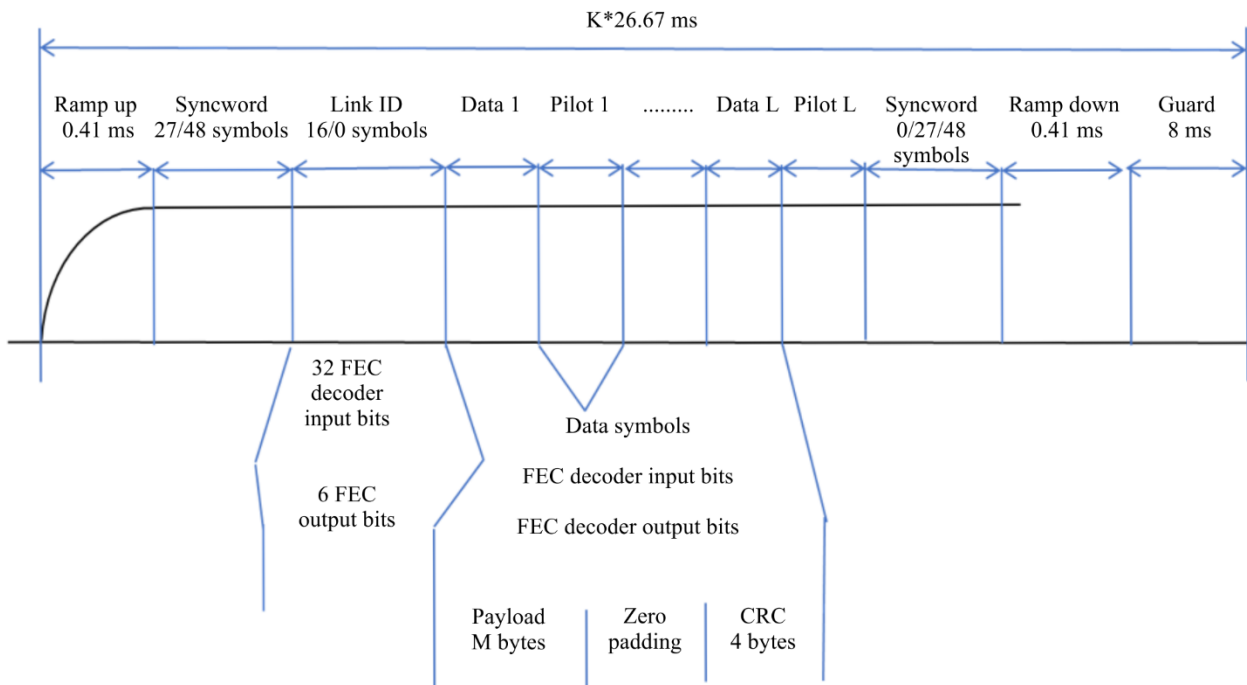 K*26.67 ms
Ramp up
0.41 ms
Syncword
27/48 symbols
Link ID
16/0 symbols
Data 1
Pilot 1
.........
Data L
Pilot L
Syncword
0/27/48
symbols
Ramp down
0.41 ms
Guard
8 ms
32 FEC
decoder
input bits
Data symbols
FEC decoder input bits
6 FEC
output bits
FEC decoder output bits
Payload
M bytes
Zero
padding
CRC
4 bytes